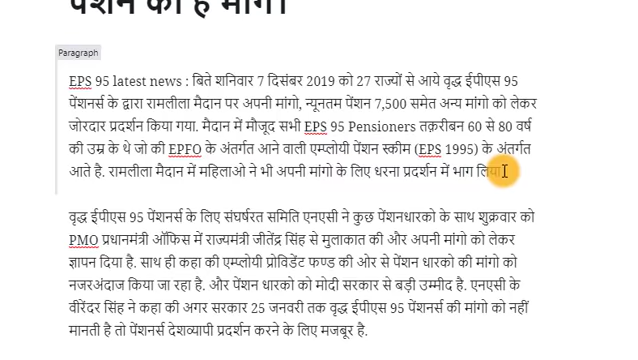 पेंशन की है मांग।
Paragraph
EPS 95 latest news : बिते शनिवार 7 दिसंबर 2019 को 27 राज्यों से आये वृद्ध ईपीएस 95
पेंशनर्स के द्वारा रामलीला मैदान पर अपनी मांगो, न्यूनतम पेंशन 7,500 समेत अन्य मांगो को लेकर
जोरदार प्रदर्शन किया गया. मैदान में मौजूद सभी EPS 95 Pensioners तक़रीबन 60 से 80 वर्ष
की उम्र के थे जो की EPFO के अंतर्गत आने वाली एम्प्लोयी पेंशन स्कीम (EPS 1995) के अंतर्गत
आते है. रामलीला मैदान में महिलाओ ने भी अपनी मांगो के लिए धरना प्रदर्शन में भाग लिया
वृद्ध ईपीएस 95 पेंशनर्स के लिए संघर्षरत समिति एनएसी ने कुछ पेंशनधारको के साथ शुक्रवार को
PMO प्रधानमंत्री ऑफिस में राज्यमंत्री जीतेंद्र सिंह से मुलाकात की और अपनी मांगो को लेकर
ज्ञापन दिया है. साथ ही कहा की एम्प्लोयी प्रोविडेंट फण्ड की ओर से पेंशन धारको की मांगो को
नजरअंदाज किया जा रहा है. और पेंशन धारको को मोदी सरकार से बड़ी उम्मीद है. एनएसी के
वीरेंदर सिंह ने कहा की अगर सरकार 25 जनवरी तक वृद्ध ईपीएस 95 पेंशनर्स की मांगो को नहीं
मानती है तो पेंशनर्स देशव्यापी प्रदर्शन करने के लिए मजबूर है.